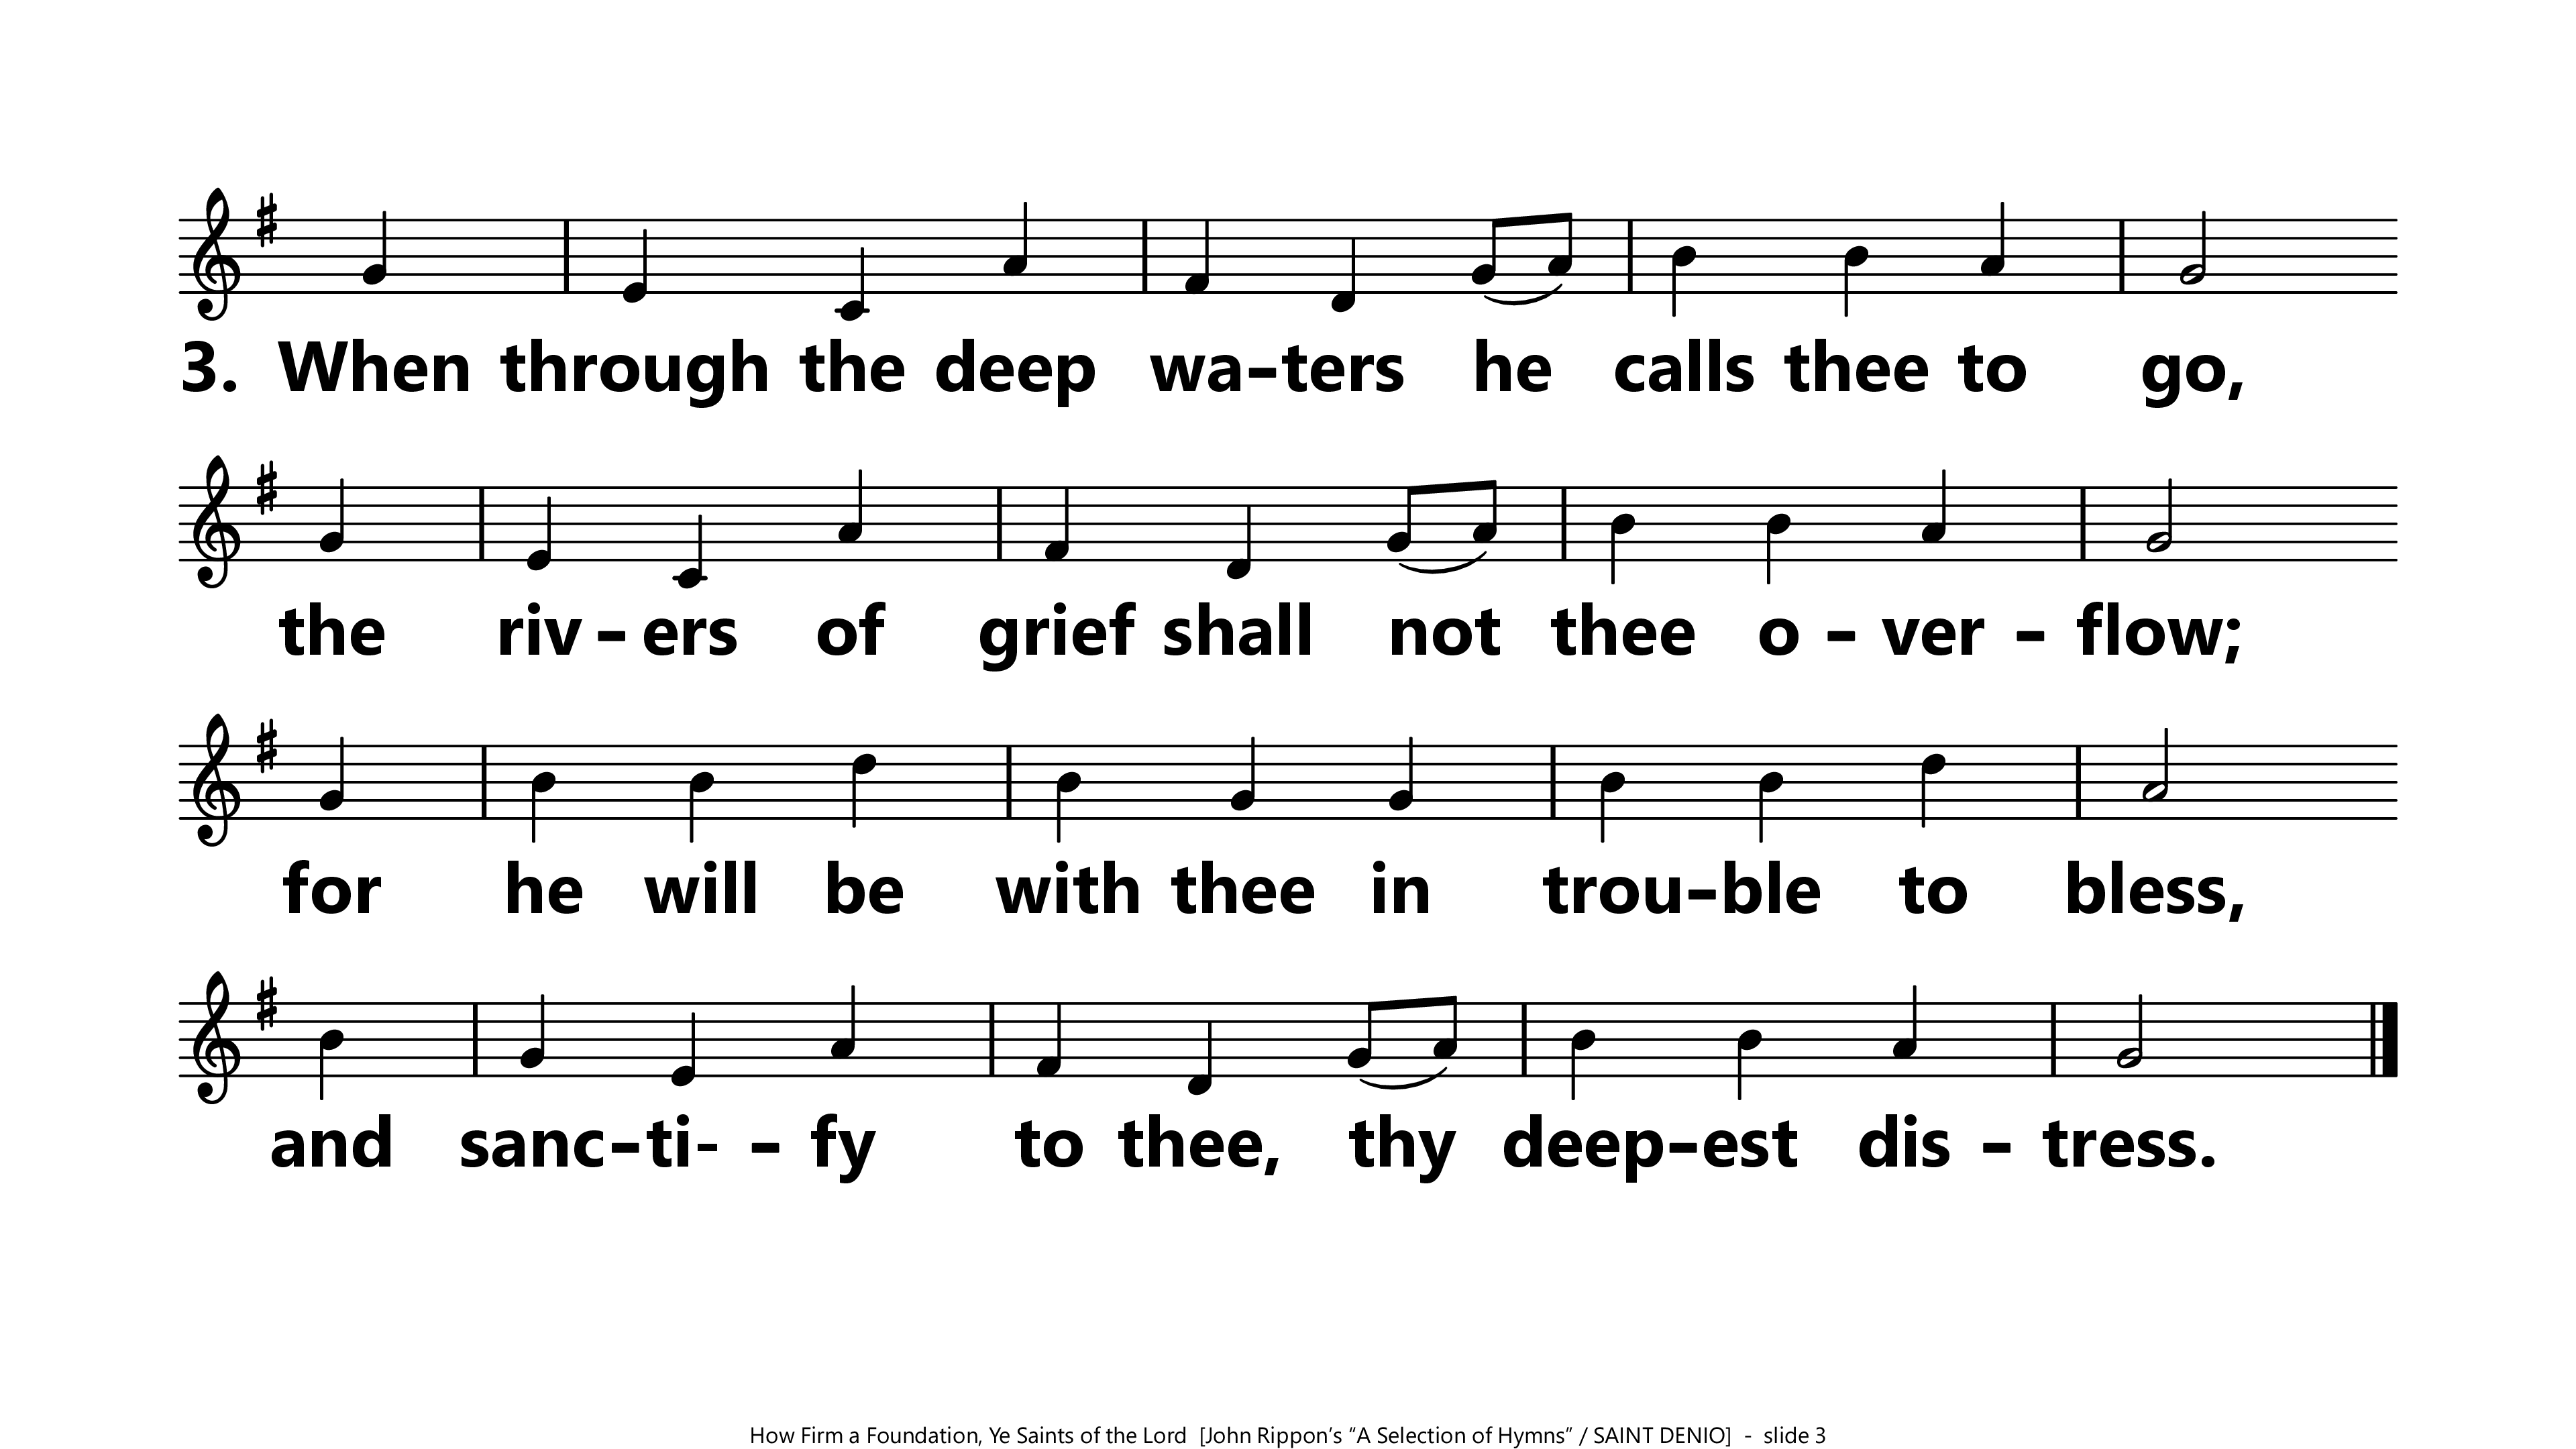 3. When through the deep wa-ters he calls thee to go,
the riv - ers of grief shall not thee o - ver - flow;
for he will be with thee in trou-ble to bless,
and sanc-ti- - fy to thee, thy deep-est dis - tress.
How Firm a Foundation, Ye Saints of the Lord [John Rippon’s “A Selection of Hymns” / SAINT DENIO] - slide 3